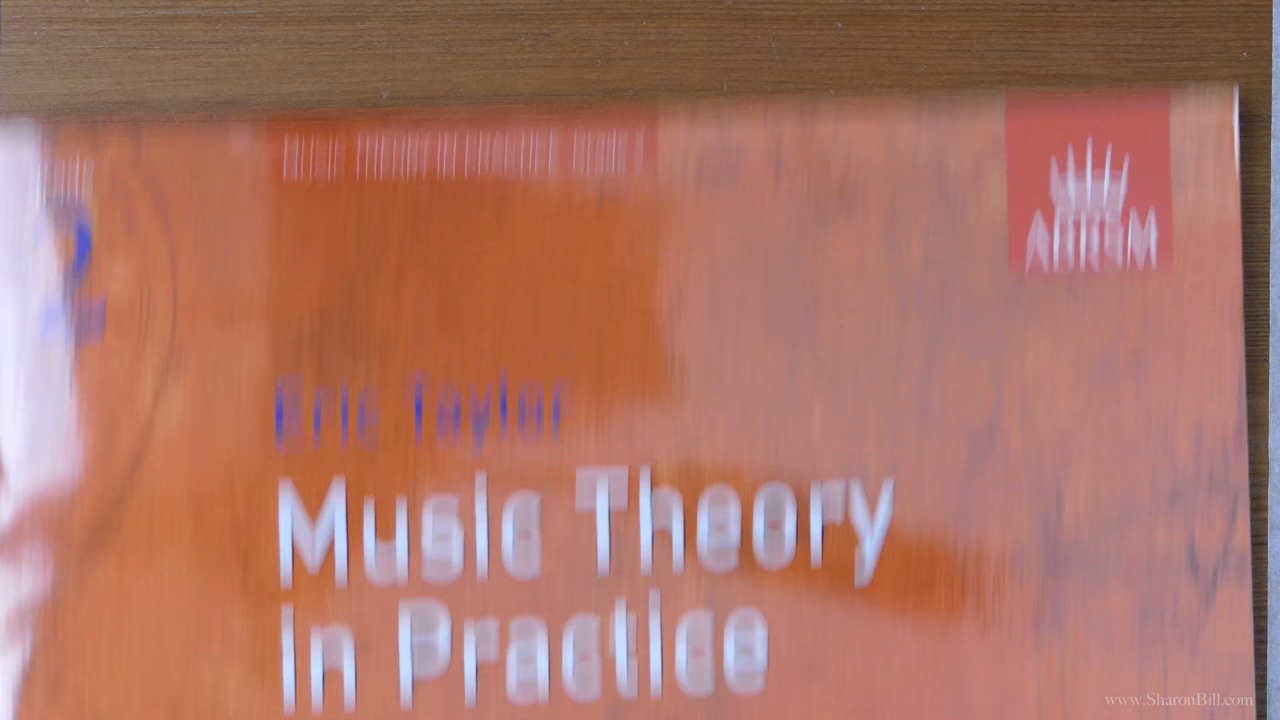 ABRSM
Eric Taylor
Music Theory
in Practice
www.SharonBill.com